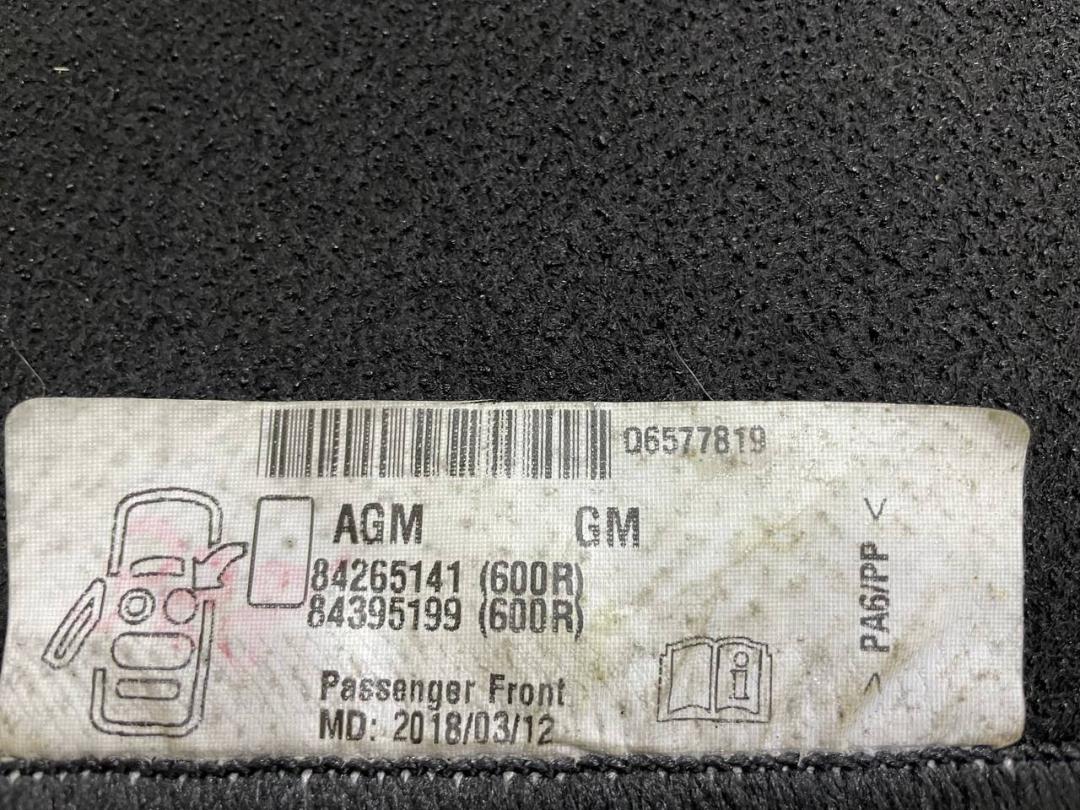 Q6577819
AGM GM
84265141 (600R)
84395199 (600R)
Passenger Front
MD: 2018/03/12
> PA6/PP <
i